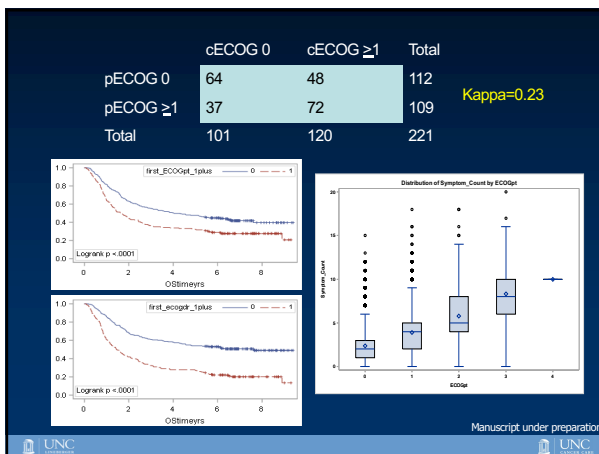 cECOG 0 cECOG ≥1 Total
pECOG 0 64 48 112
pECOG ≥1 37 72 109
Total 101 120 221
Kappa=0.23
first_ECOGpt_1plus 0 1
1.0
0.8
0.6
0.4
0.2
0.0
Logrank p <.0001
0 2 4 6 8
OStimeyrs
first_ecogdr_1plus 0 1
1.0
0.8
0.6
0.4
0.2
0.0
Logrank p <.0001
0 2 4 6 8
OStimeyrs
Distribution of Symptom_Count by ECOGpt
20
15
10
5
0
Symptom_Count
0 1 2 3 4
ECOGpt
Manuscript under preparation
UNC
UNC